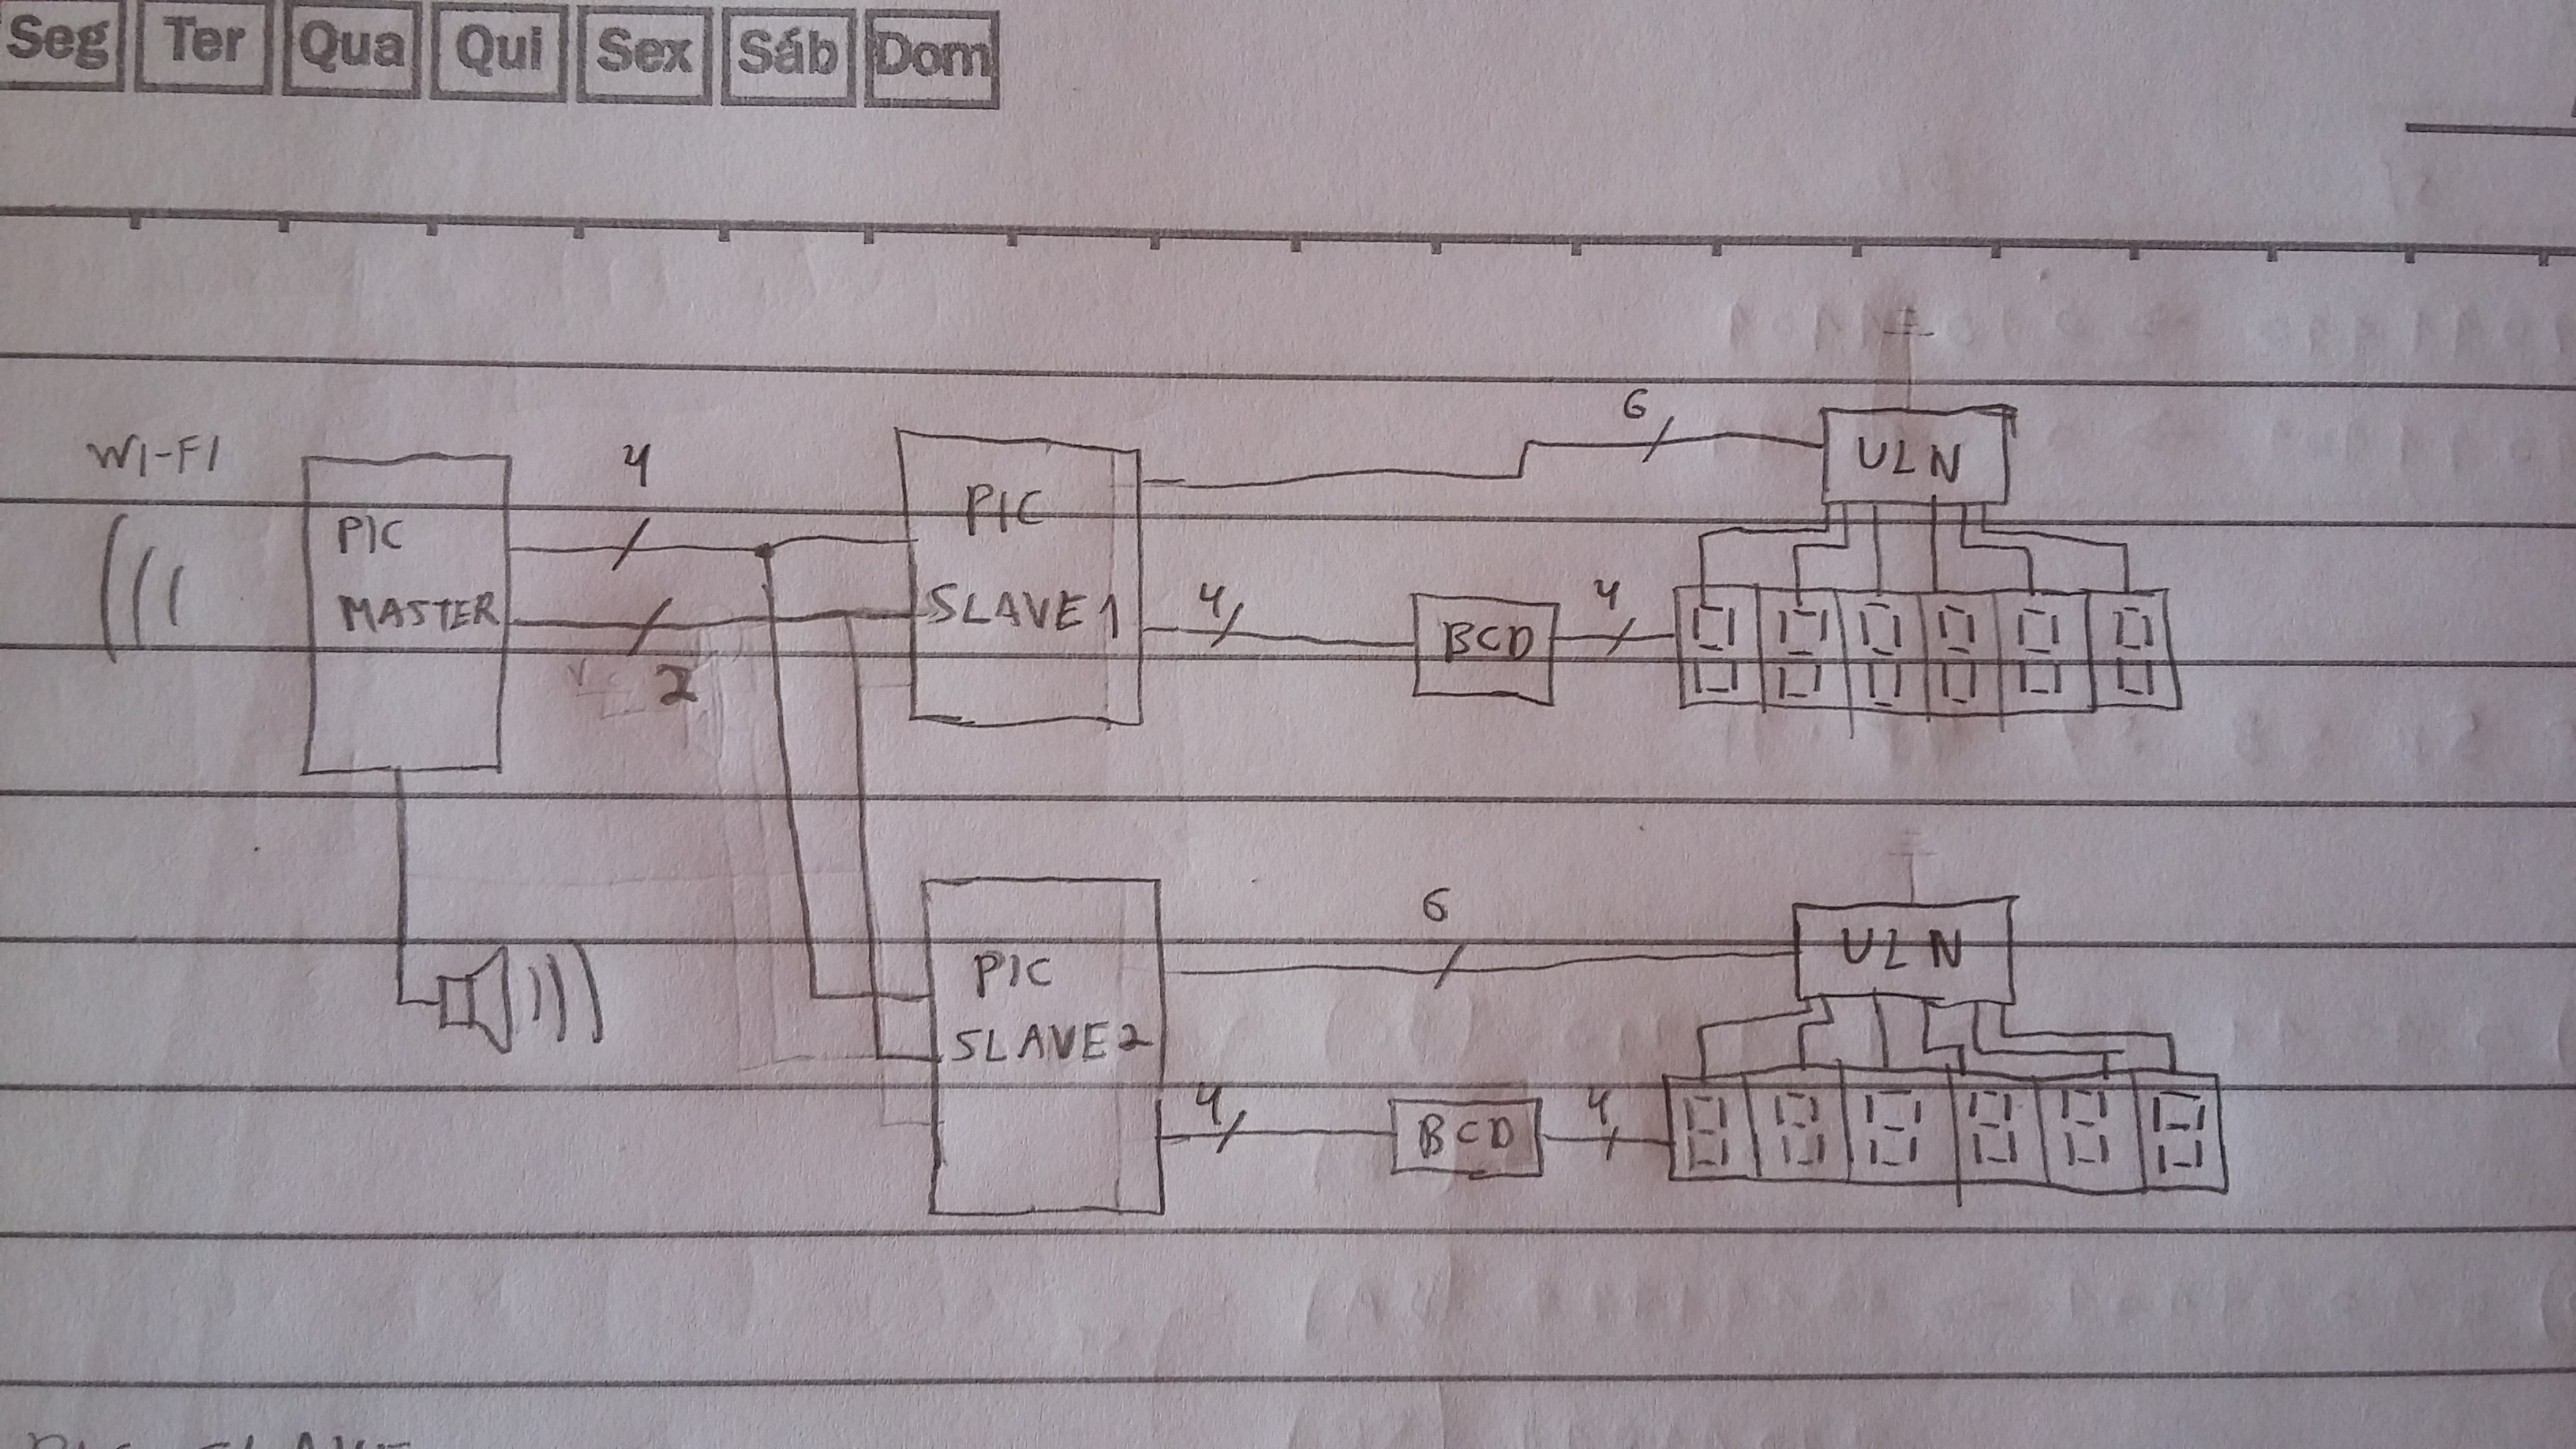 Seg Ter Qua Qui Sex Sáb Dom
WI-FI
PIC
MASTER
4
2
PIC
SLAVE 1
6
ULN
4
BCD
4
PIC
SLAVE 2
6
ULN
4
BCD
4